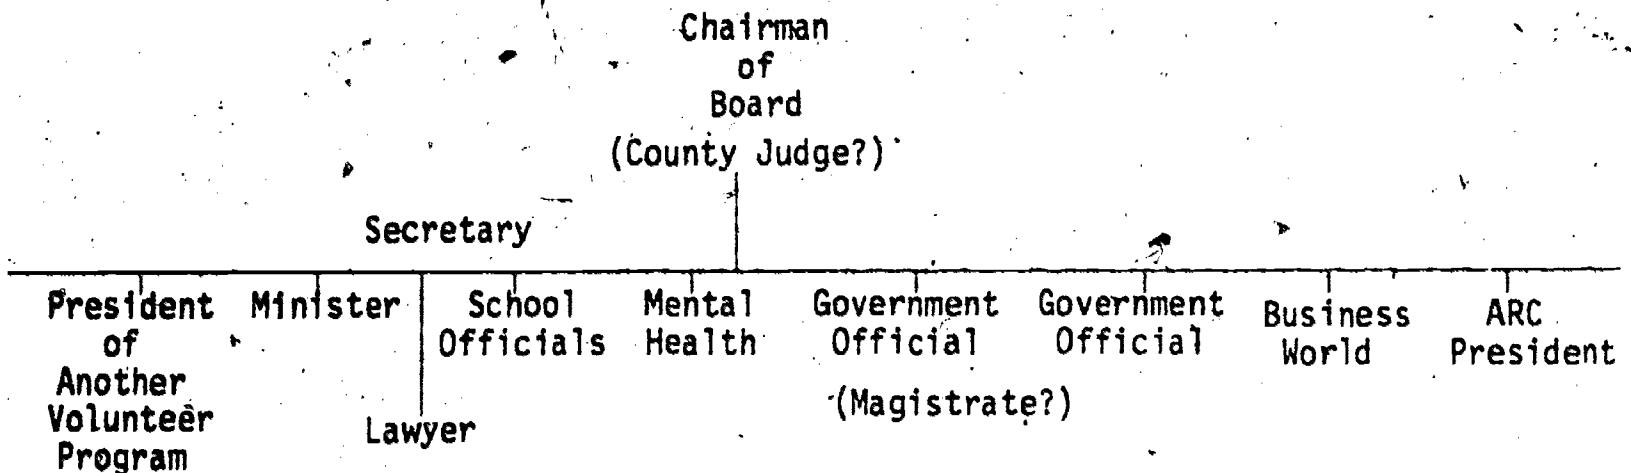 Chairman
of
Board
(County Judge?)
Secretary
President
of
Another
Volunteer
Program
Minister
Lawyer
School
Officials
Mental
Health
Government
Official
(Magistrate?)
Government
Official
Business
World
ARC
President